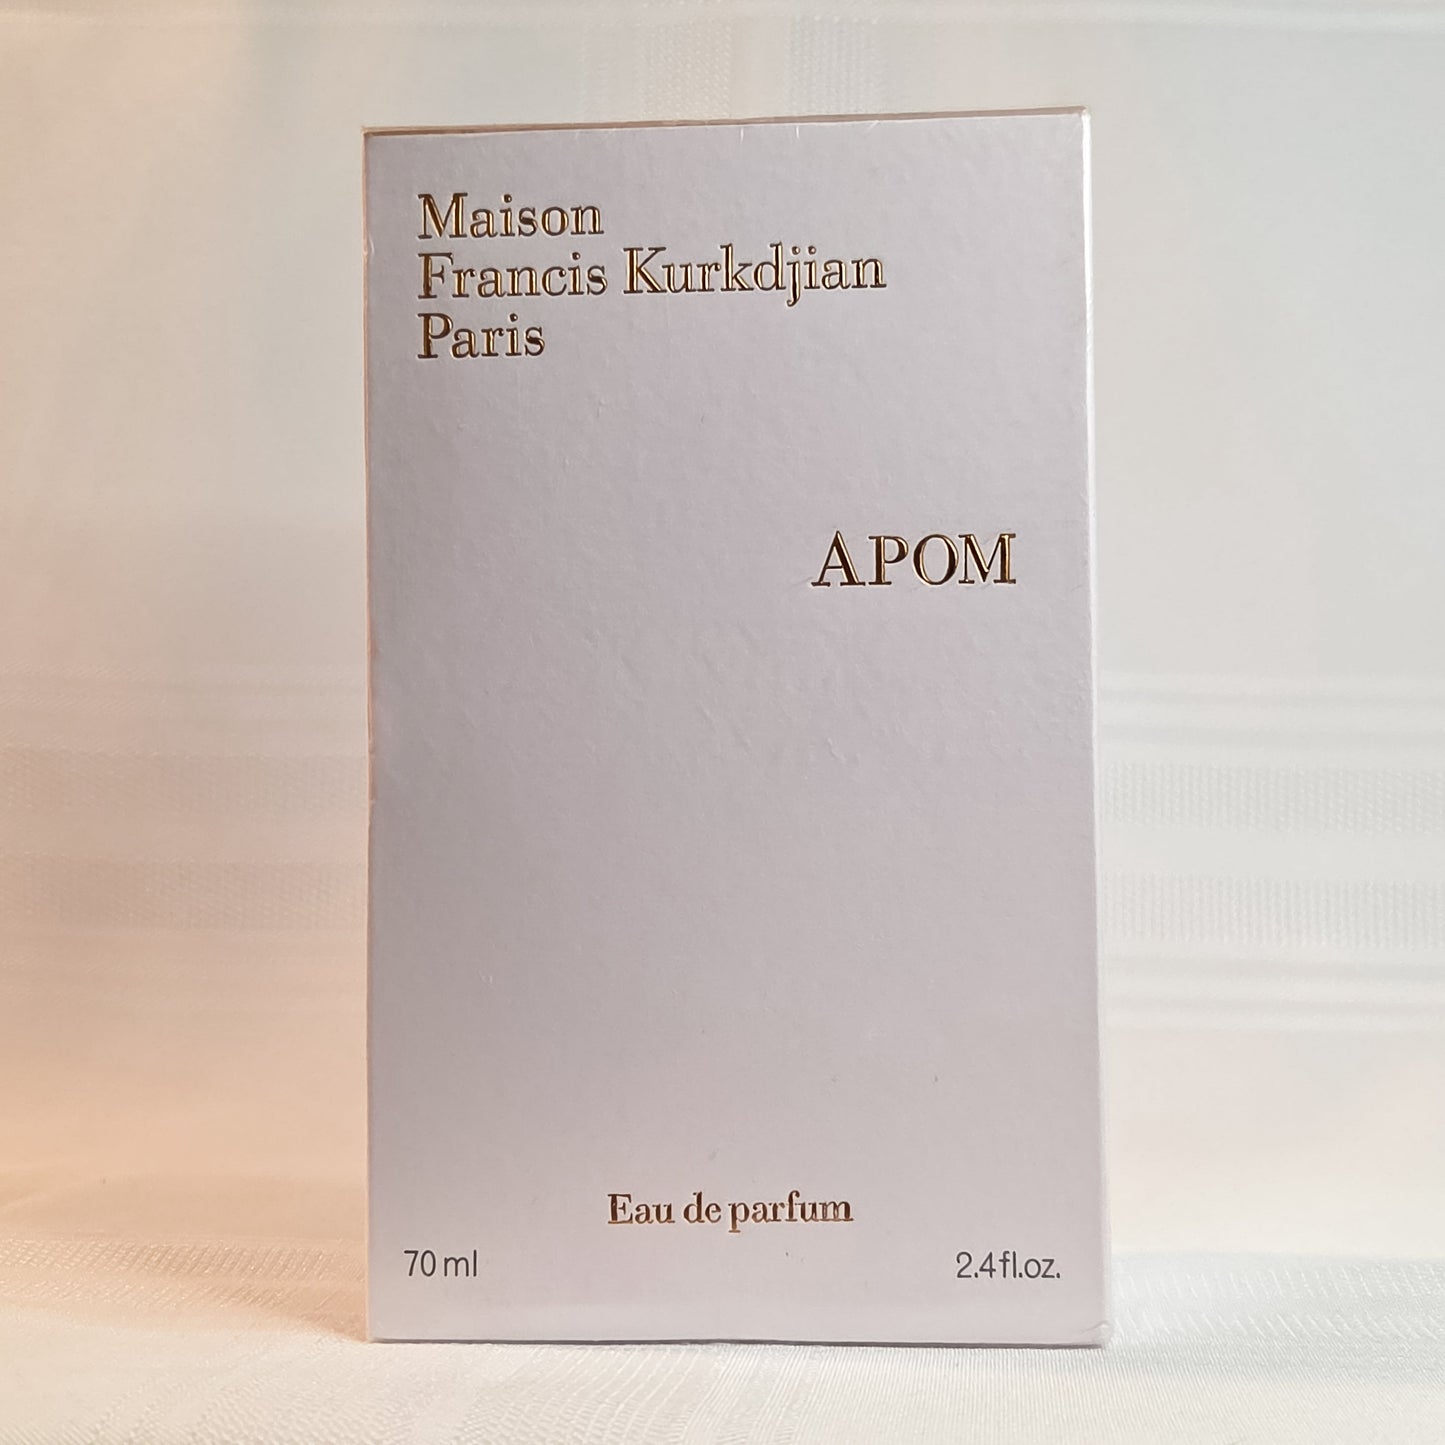 Maison
Francis Kurkdjian
Paris
APOM
Eau de parfum
70 ml
2.4 fl.oz.